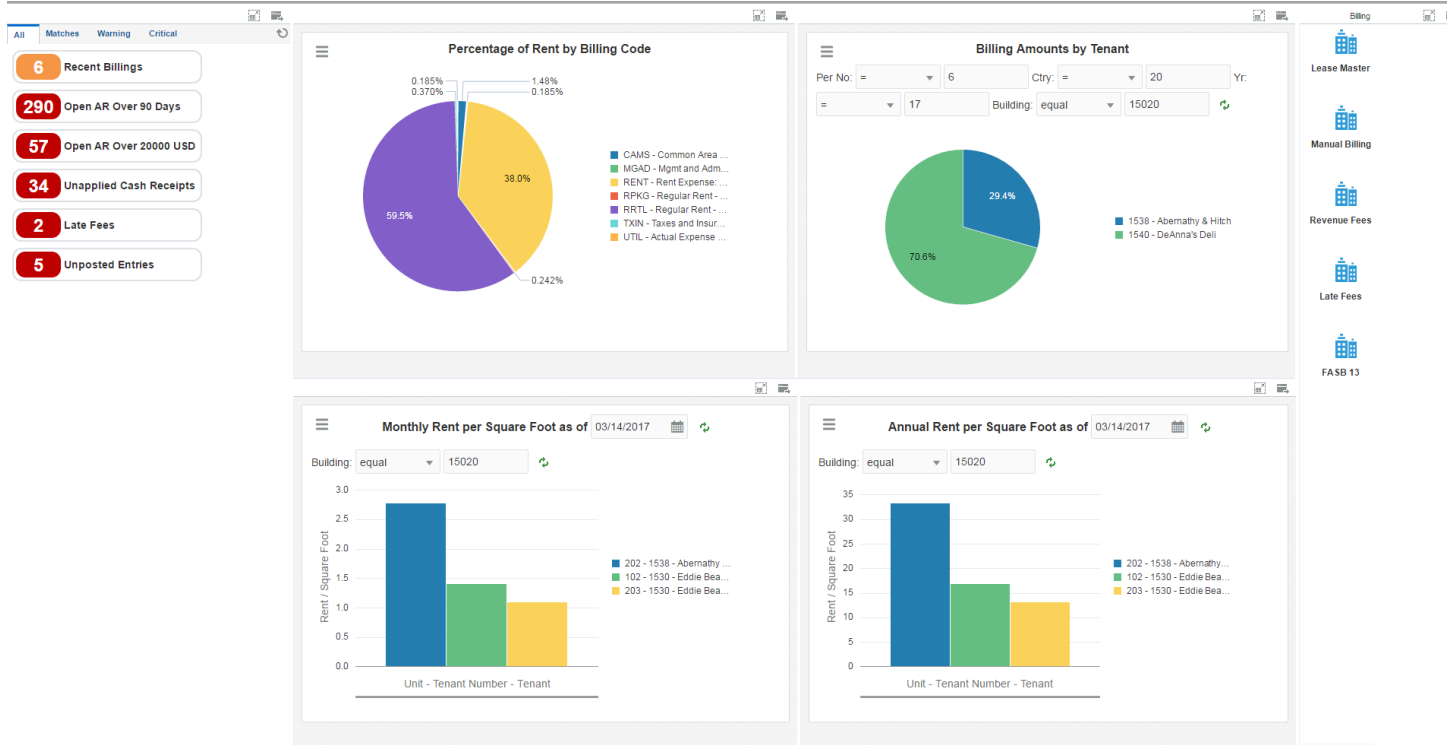 All Matches Warning Critical
6 Recent Billings
290 Open AR Over 90 Days
57 Open AR Over 20000 USD
34 Unapplied Cash Receipts
2 Late Fees
5 Unposted Entries
Percentage of Rent by Billing Code
0.185% 1.48%
0.370% 0.185%
38.0%
59.5%
0.242%
CAMS - Common Area ...
MGAD - Mgmt and Adm...
RENT - Rent Expense: ...
RPKG - Regular Rent - ...
RRTL - Regular Rent - ...
TXIN - Taxes and Insur...
UTIL - Actual Expense ...
Billing Amounts by Tenant
Per No: = 6 Ctry: = 20 Yr:
= 17 Building: equal 15020
29.4%
70.6%
1538 - Abernathy & Hitch
1540 - DeAnna's Deli
Billing
Lease Master
Manual Billing
Revenue Fees
Late Fees
FASB 13
Monthly Rent per Square Foot as of 03/14/2017
Building: equal 15020
Rent / Square Foot
3.0
2.5
2.0
1.5
1.0
0.5
0.0
Unit - Tenant Number - Tenant
202 - 1538 - Abernathy ...
102 - 1530 - Eddie Bea...
203 - 1530 - Eddie Bea...
Annual Rent per Square Foot as of 03/14/2017
Building: equal 15020
Rent / Square Foot
35
30
25
20
15
10
5
0
Unit - Tenant Number - Tenant
202 - 1538 - Abernathy...
102 - 1530 - Eddie Bea...
203 - 1530 - Eddie Bea...